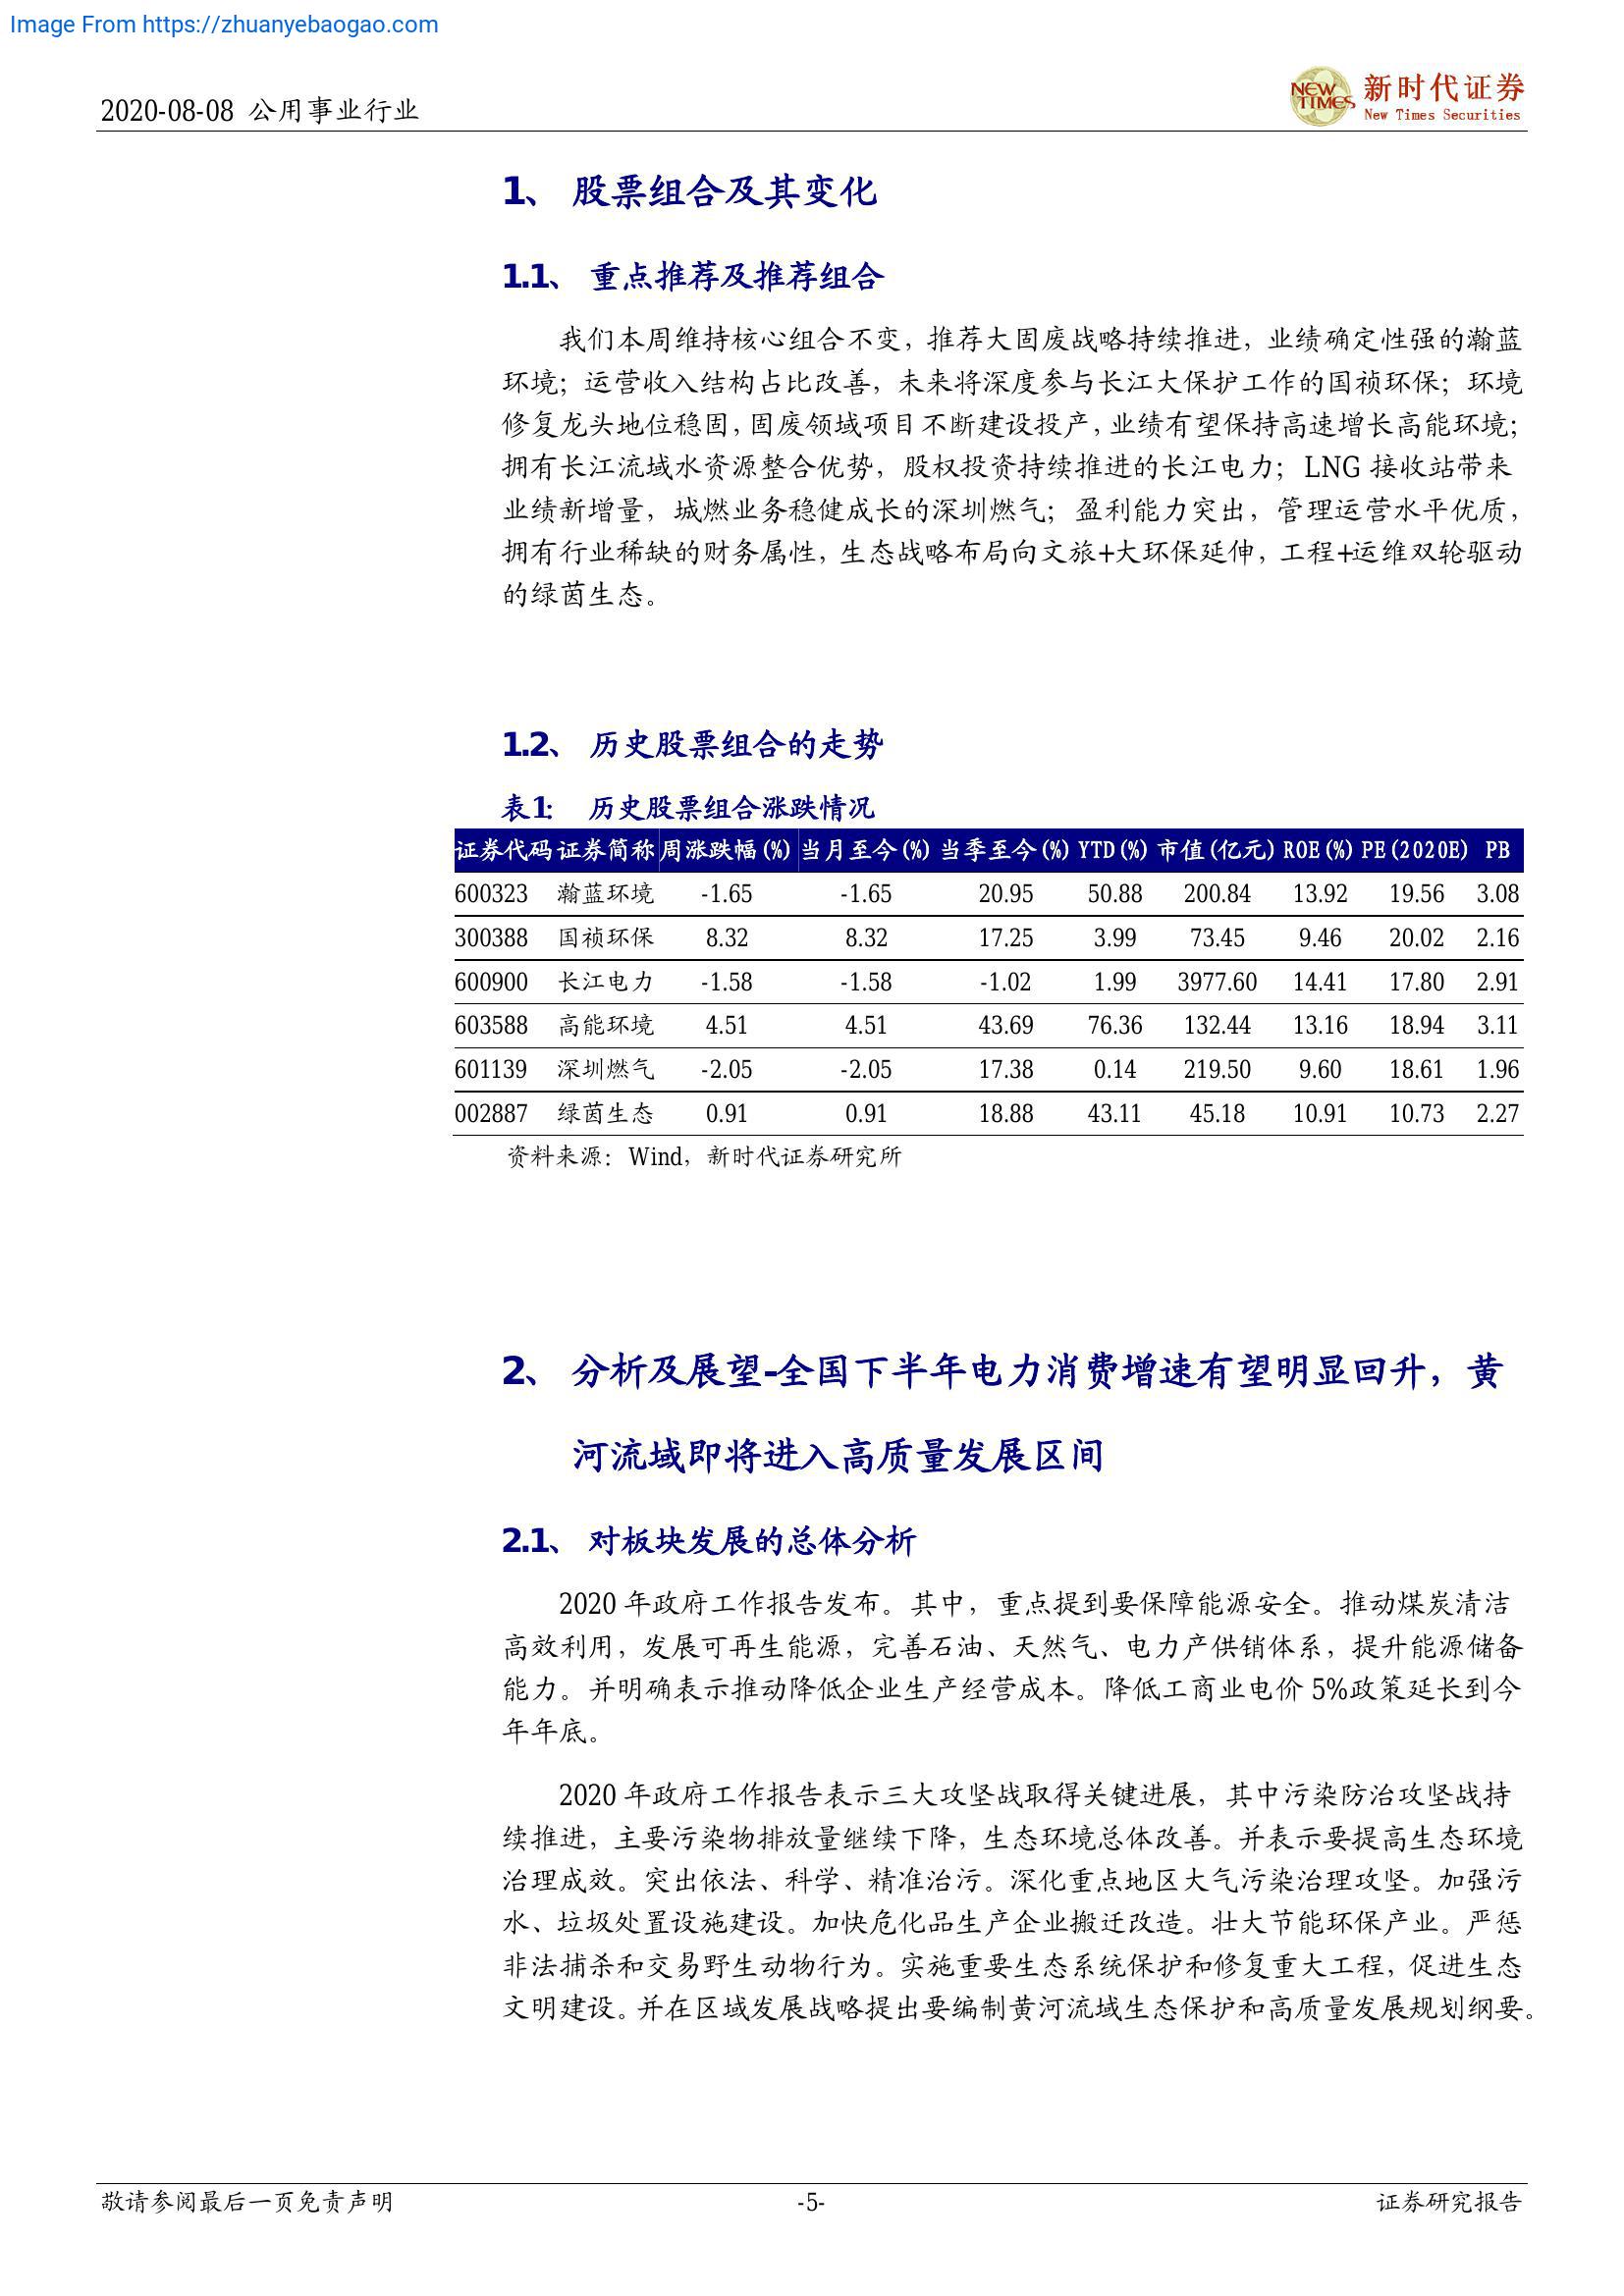 Image From https://zhuanyebaogao.com
2020-08-08 公用事业行业
NEW TIMES 新时代证券
New Times Securities
1、 股票组合及其变化
1.1、 重点推荐及推荐组合
我们本周维持核心组合不变，推荐大固废战略持续推进，业绩确定性强的瀚蓝
环境；运营收入结构占比改善，未来将深度参与长江大保护工作的国祯环保；环境
修复龙头地位稳固，固废领域项目不断建设投产，业绩有望保持高速增长高能环境；
拥有长江流域水资源整合优势，股权投资持续推进的长江电力；LNG 接收站带来
业绩新增量，城燃业务稳健成长的深圳燃气；盈利能力突出，管理运营水平优质，
拥有行业稀缺的财务属性，生态战略布局向文旅+大环保延伸，工程+运维双轮驱动
的绿茵生态。
1.2、 历史股票组合的走势
表1： 历史股票组合涨跌情况
证券代码 证券简称 周涨跌幅(%) 当月至今(%) 当季至今(%) YTD(%) 市值(亿元) ROE(%) PE(2020E) PB
600323 瀚蓝环境 -1.65 -1.65 20.95 50.88 200.84 13.92 19.56 3.08
300388 国祯环保 8.32 8.32 17.25 3.99 73.45 9.46 20.02 2.16
600900 长江电力 -1.58 -1.58 -1.02 1.99 3977.60 14.41 17.80 2.91
603588 高能环境 4.51 4.51 43.69 76.36 132.44 13.16 18.94 3.11
601139 深圳燃气 -2.05 -2.05 17.38 0.14 219.50 9.60 18.61 1.96
002887 绿茵生态 0.91 0.91 18.88 43.11 45.18 10.91 10.73 2.27
资料来源：Wind，新时代证券研究所
2、 分析及展望-全国下半年电力消费增速有望明显回升，黄
河流域即将进入高质量发展区间
2.1、 对板块发展的总体分析
2020 年政府工作报告发布。其中，重点提到要保障能源安全。推动煤炭清洁
高效利用，发展可再生能源，完善石油、天然气、电力产供销体系，提升能源储备
能力。并明确表示推动降低企业生产经营成本。降低工商业电价 5%政策延长到今
年年底。
2020 年政府工作报告表示三大攻坚战取得关键进展，其中污染防治攻坚战持
续推进，主要污染物排放量继续下降，生态环境总体改善。并表示要提高生态环境
治理成效。突出依法、科学、精准治污。深化重点地区大气污染治理攻坚。加强污
水、垃圾处置设施建设。加快危化品生产企业搬迁改造。壮大节能环保产业。严惩
非法捕杀和交易野生动物行为。实施重要生态系统保护和修复重大工程，促进生态
文明建设。并在区域发展战略提出要编制黄河流域生态保护和高质量发展规划纲要。
敬请参阅最后一页免责声明 -5- 证券研究报告